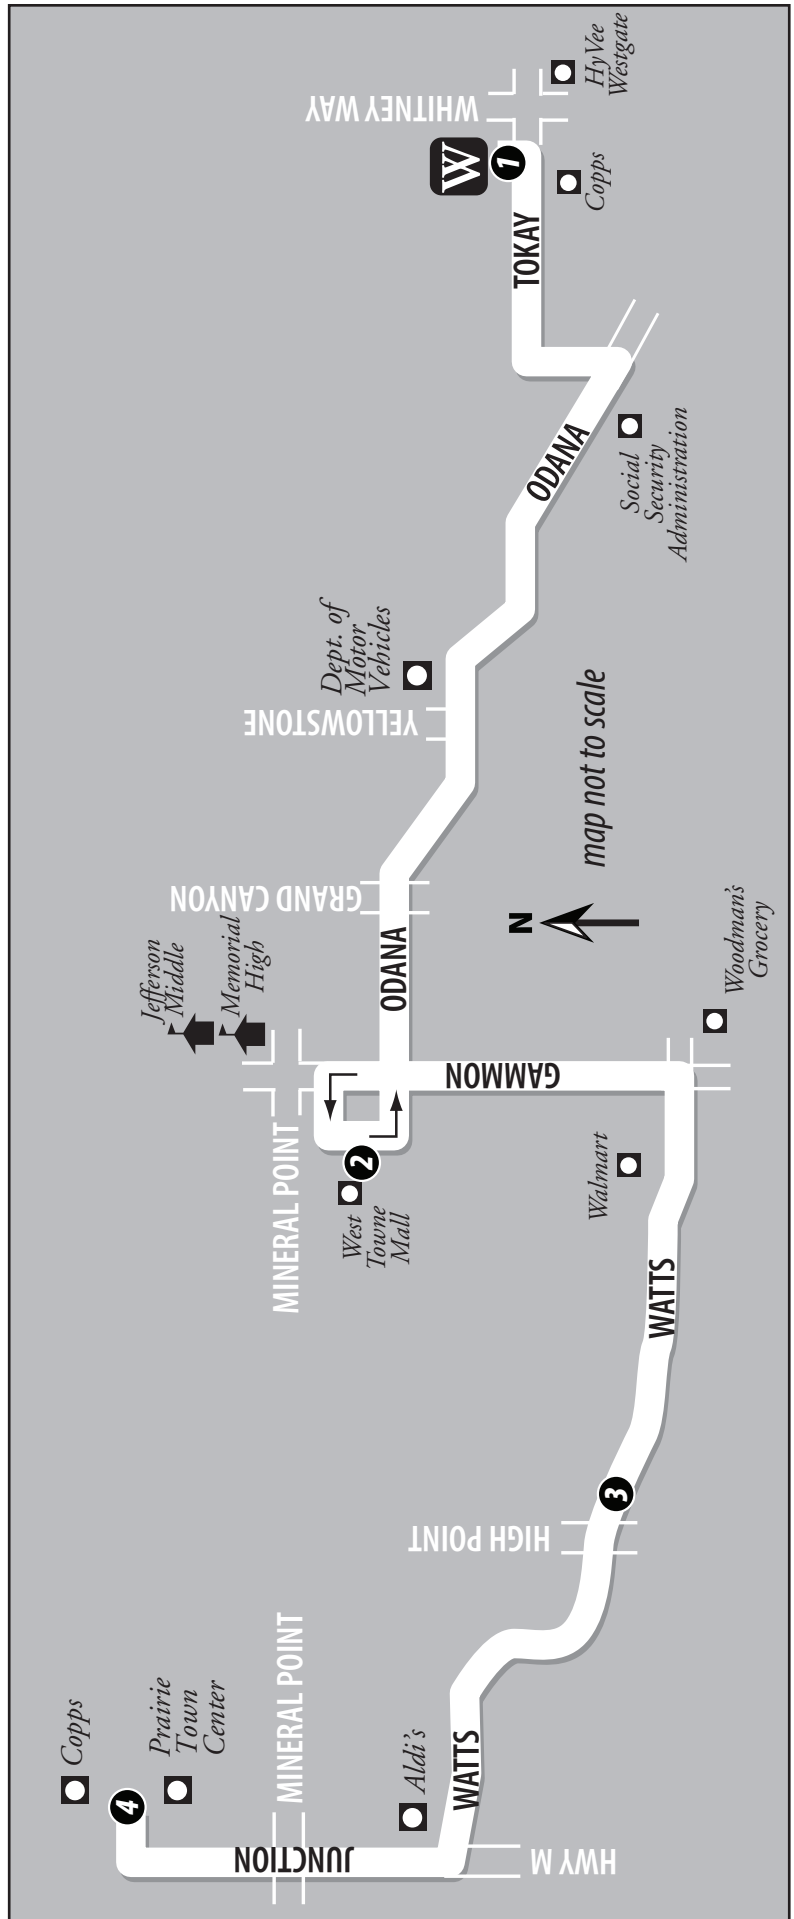 HyVee
Westgate
WHITNEY WAY
W
1
Copps
TOKAY
ODANA
Social
Security
Administration
Dept. of
Motor
Vehicles
YELLOWSTONE
map not to scale
GRAND CANYON
N
ODANA
Jefferson
Middle
Memorial
High
Woodman's
Grocery
GAMMON
MINERAL POINT
2
West
Towne
Mall
Walmart
WATTS
3
HIGH POINT
MINERAL POINT
Copps
Prairie
Town
Center
4
Aldi's
WATTS
JUNCTION
HWY M